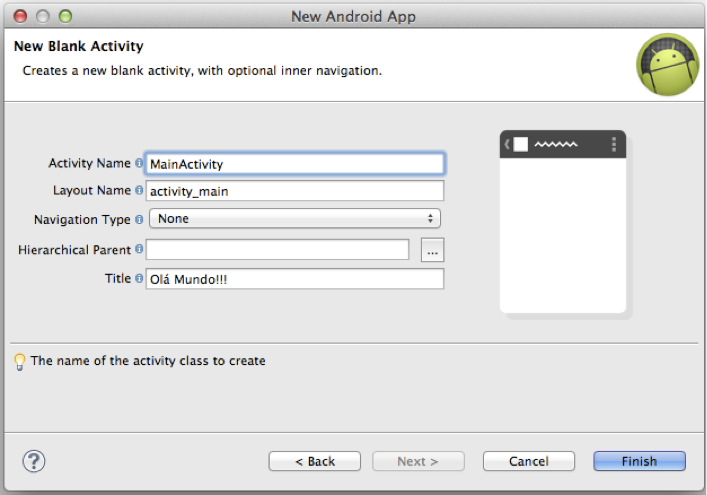 New Android App
New Blank Activity
Creates a new blank activity, with optional inner navigation.
Activity Name MainActivity
Layout Name activity_main
Navigation Type None
Hierarchical Parent ...
Title Olá Mundo!!!
The name of the activity class to create
? < Back Next > Cancel Finish